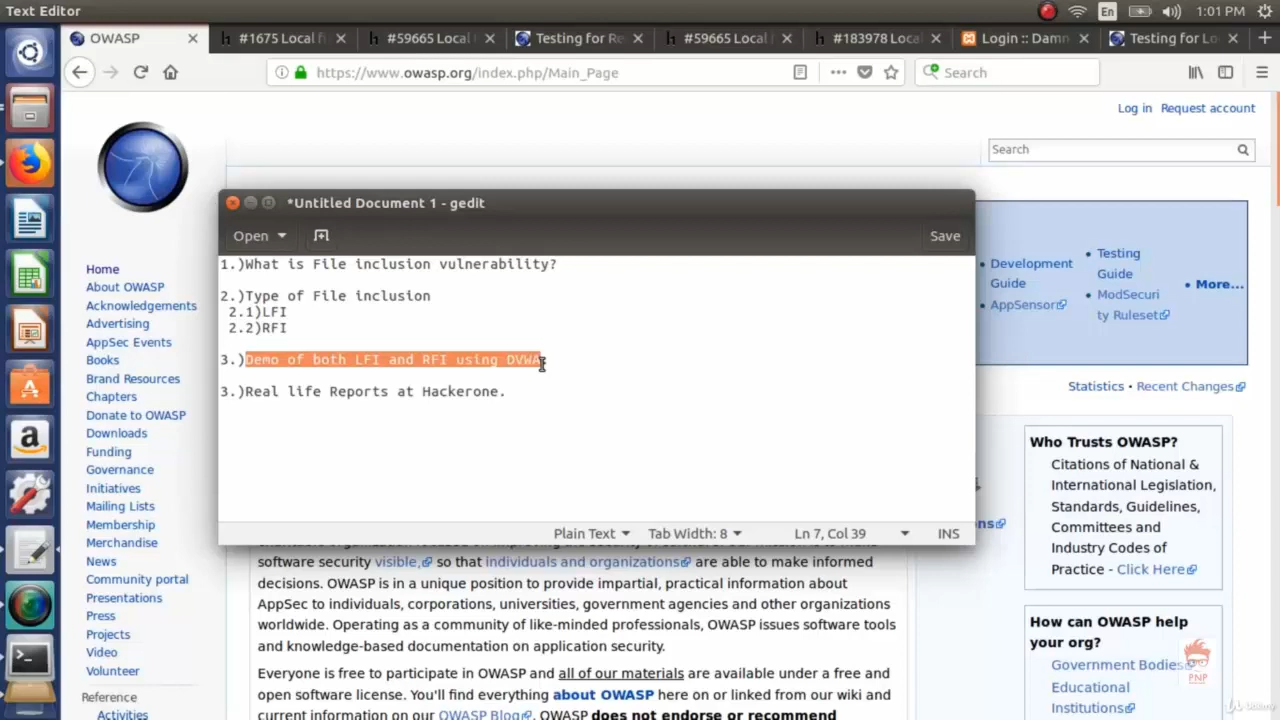 Text Editor
En
1:01 PM
OWASP
#1675 Local f
#59665 Local
Testing for Re
#59665 Local
#183978 Local
Login :: Damn
Testing for Lo
https://www.owasp.org/index.php/Main_Page
Search
Log in Request account
Search
*Untitled Document 1 - gedit
Open
Save
1.)What is File inclusion vulnerability?
2.)Type of File inclusion
2.1)LFI
2.2)RFI
3.)Demo of both LFI and RFI using DVWA
3.)Real life Reports at Hackerone.
Plain Text
Tab Width: 8
Ln 7, Col 39
INS
Home
About OWASP
Acknowledgements
Advertising
AppSec Events
Books
Brand Resources
Chapters
Donate to OWASP
Downloads
Funding
Governance
Initiatives
Mailing Lists
Membership
Merchandise
News
Community portal
Presentations
Press
Projects
Video
Volunteer
Reference
Activities
Development
Guide
AppSensor
Testing
Guide
ModSecuri
ty Ruleset
More...
Statistics • Recent Changes
Who Trusts OWASP?
Citations of National &
International Legislation,
Standards, Guidelines,
Committees and
Industry Codes of
Practice - Click Here
How can OWASP help
your org?
Government Bodies
Educational
Institutions
software security visible, so that individuals and organizations are able to make informed
decisions. OWASP is in a unique position to provide impartial, practical information about
AppSec to individuals, corporations, universities, government agencies and other organizations
worldwide. Operating as a community of like-minded professionals, OWASP issues software tools
and knowledge-based documentation on application security.
Everyone is free to participate in OWASP and all of our materials are available under a free and
open software license. You'll find everything about OWASP here on or linked from our wiki and
current information on our OWASP Blog. OWASP does not endorse or recommend
PNP